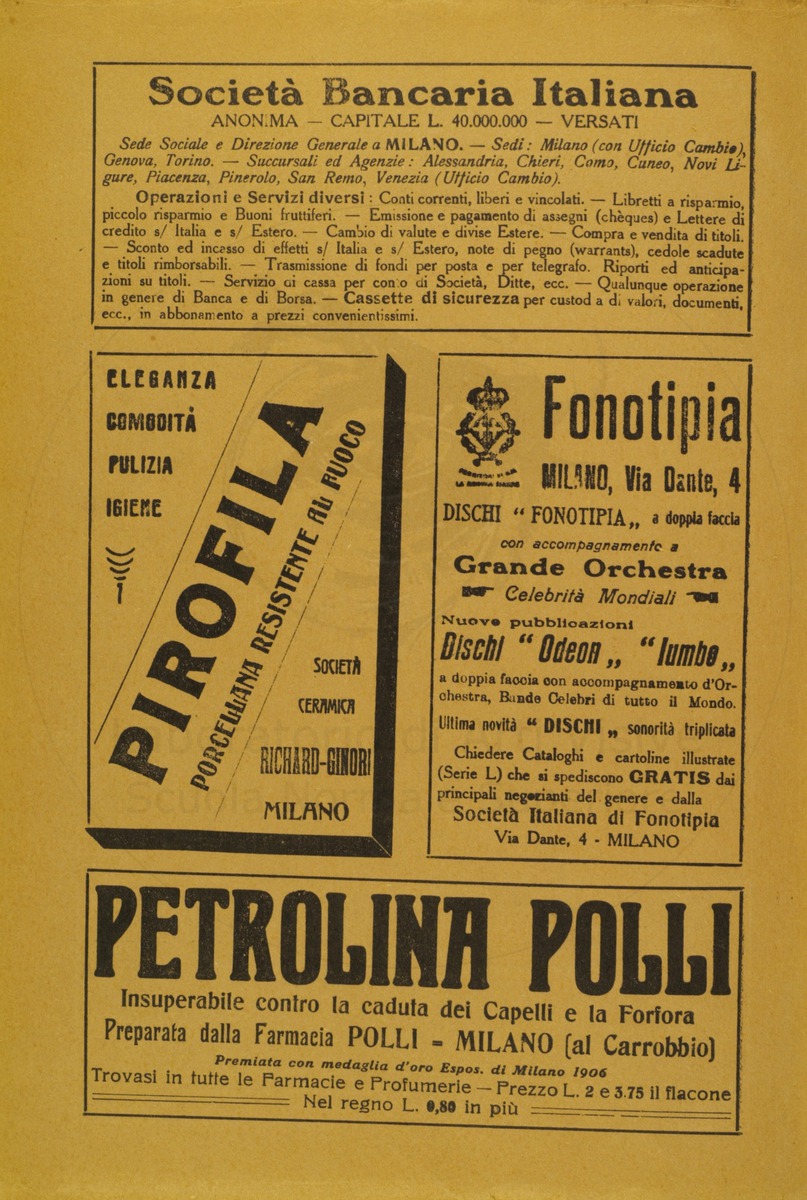 Società Bancaria Italiana
ANONIMA — CAPITALE L. 40.000.000 — VERSATI
Sede Sociale e Direzione Generale a MILANO. — Sedi: Milano (con Ufficio Cambio),
Genova, Torino. — Succursali ed Agenzie: Alessandria, Chieri, Como, Cuneo, Novi Li-
gure, Piacenza, Pinerolo, San Remo, Venezia (Ufficio Cambio).
Operazioni e Servizi diversi: Conti correnti, liberi e vincolati. — Libretti a risparmio,
piccolo risparmio e Buoni fruttiferi. — Emissione e pagamento di assegni (chèques) e Lettere di
credito s/ Italia e s/ Estero. — Cambio di valute e divise Estere. — Compra e vendita di titoli.
— Sconto ed incasso di effetti s/ Italia e s/ Estero, note di pegno (warrants), cedole scadute
e titoli rimborsabili. — Trasmissione di fondi per posta e per telegrafo. Riporti ed anticipa-
zioni su titoli. — Servizio di cassa per conto di Società, Ditte, ecc. — Qualunque operazione
in genere di Banca e di Borsa. — Cassette di sicurezza per custodia di valori, documenti,
ecc., in abbonamento a prezzi convenientissimi.
ELEGANZA
COMODITÀ
PULIZIA
IGIENE
PIROFILA
PORCELLANA RESISTENTE AL FUOCO
SOCIETÀ
CERAMICA
RICHARD-GINORI
MILANO
Fonotipia
MILANO, Via Dante, 4
DISCHI “ FONOTIPIA „ a doppia faccia
con accompagnamento a
Grande Orchestra
Celebrità Mondiali
Nuove pubblicazioni
Dischi “ Odeon „ “ Iumbo „
a doppia faccia con accompagnamento d'Or-
chestra, Bande Celebri di tutto il Mondo.
Ultima novità “ DISCHI „ sonorità triplicata
Chiedere Cataloghi e cartoline illustrate
(Serie L) che si spediscono GRATIS dai
principali negozianti del genere e dalla
Società Italiana di Fonotipia
Via Dante, 4 - MILANO
PETROLINA POLLI
Insuperabile contro la caduta dei Capelli e la Forfora
Preparata dalla Farmacia POLLI = MILANO (al Carrobbio)
Premiata con medaglia d'oro Espos. di Milano 1906
Trovasi in tutte le Farmacie e Profumerie — Prezzo L. 2 e 3.75 il flacone
Nel regno L. 0,80 in più